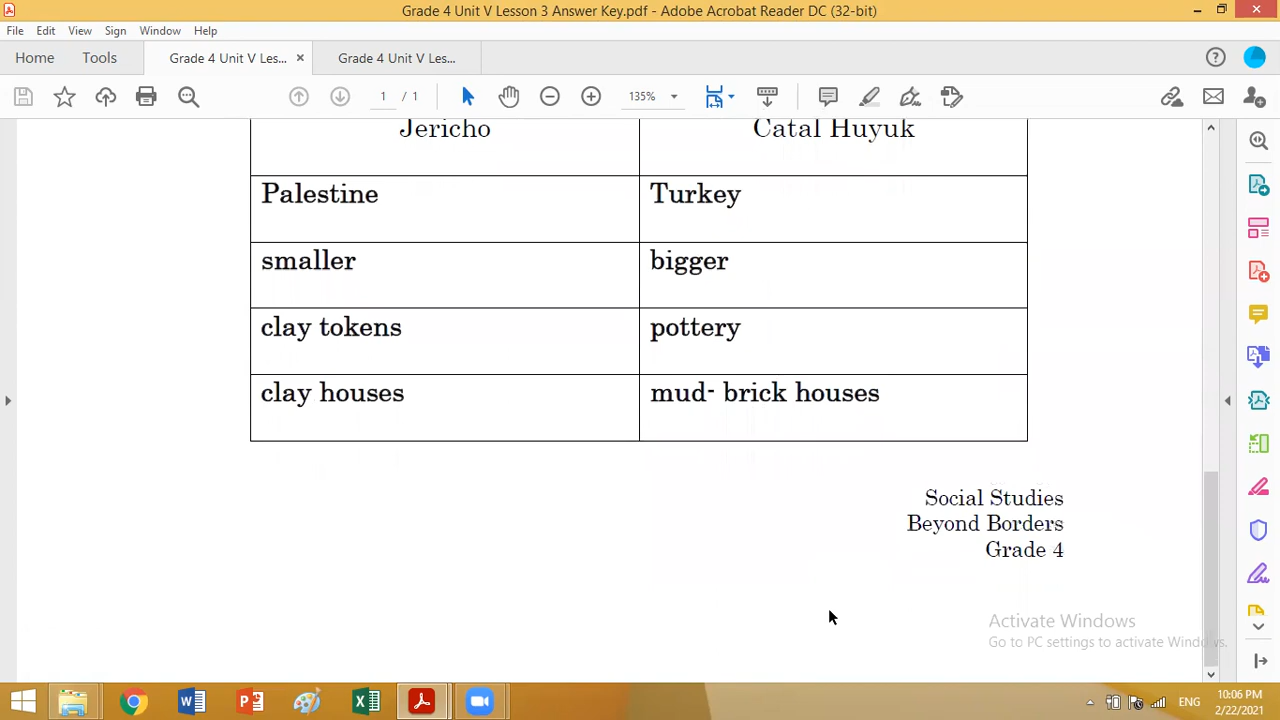 Grade 4 Unit V Lesson 3 Answer Key.pdf - Adobe Acrobat Reader DC (32-bit)
File Edit View Sign Window Help
Home Tools Grade 4 Unit V Les... × Grade 4 Unit V Les...
1 / 1 135%
Jericho Catal Huyuk
Palestine Turkey
smaller bigger
clay tokens pottery
clay houses mud- brick houses
Social Studies
Beyond Borders
Grade 4
Activate Windows
Go to PC settings to activate Windows.
ENG 10:06 PM
2/22/2021